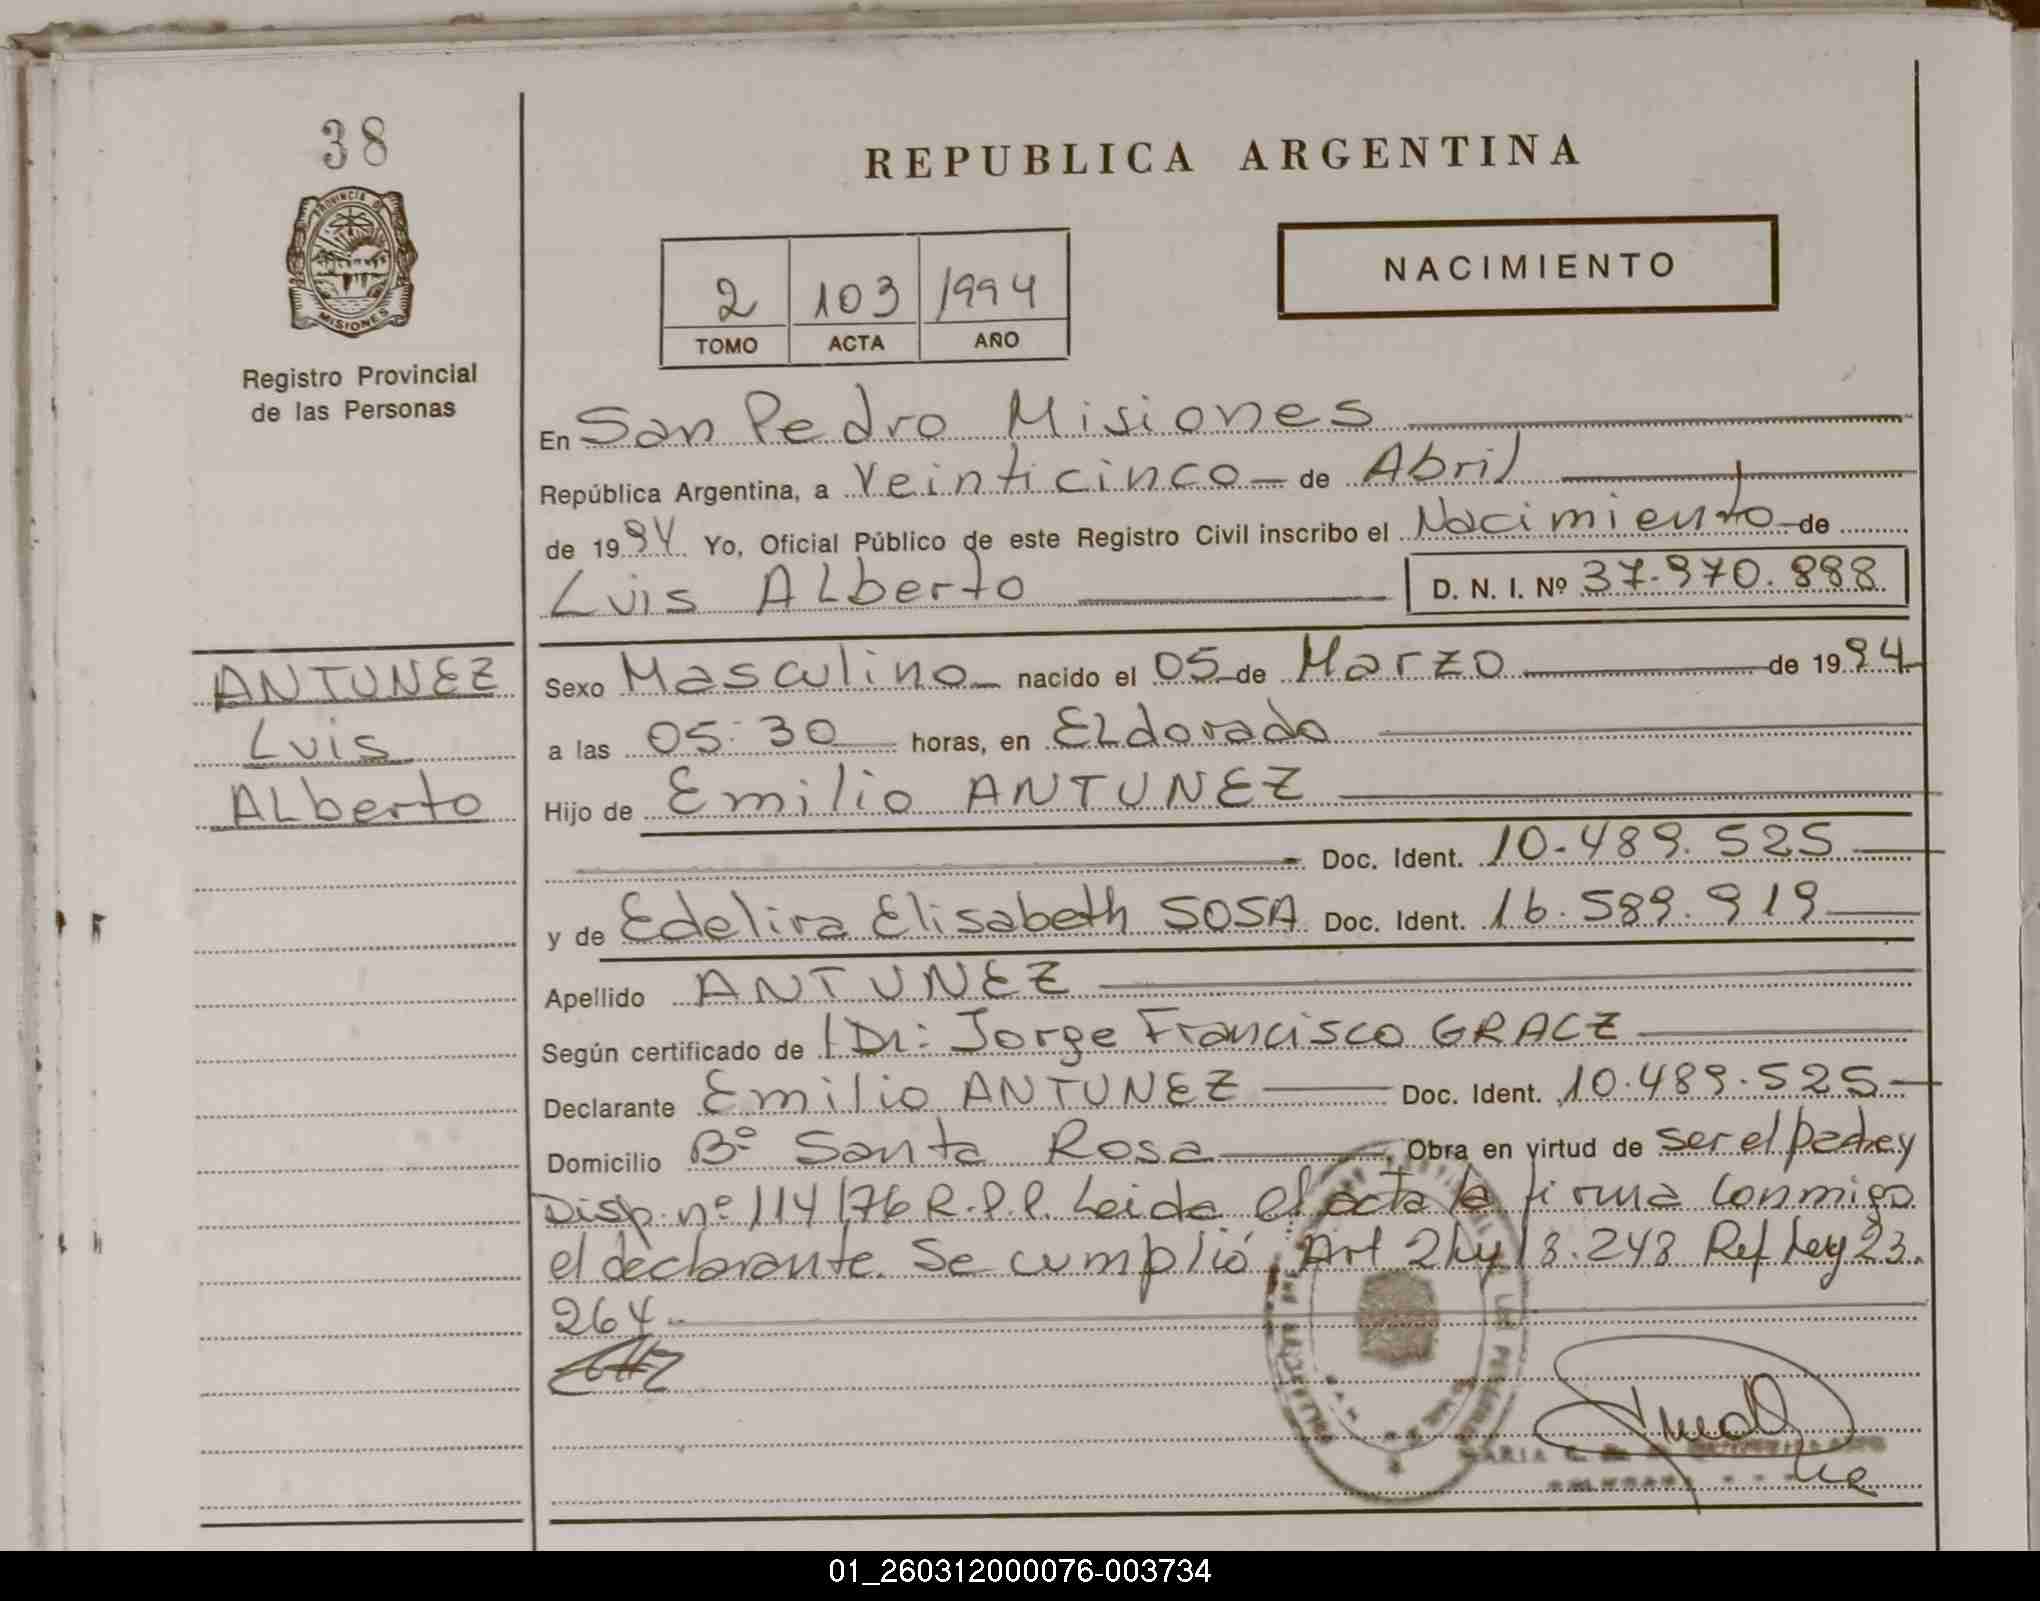 38
REPUBLICA ARGENTINA
PROVINCIA DE
MISIONES
Registro Provincial
de las Personas
NACIMIENTO
2 103 1994
TOMO ACTA AÑO
En San Pedro Misiones
República Argentina, a Veinticinco de Abril
de 1994 Yo, Oficial Público de este Registro Civil inscribo el Nacimiento de
Luis ALberto D. N. I. Nº 37.970.888
ANTUNEZ
Luis
ALberto
Sexo Masculino nacido el 05 de Marzo de 1994
a las 05:30 horas, en ELdorado
Hijo de Emilio ANTUNEZ
Doc. Ident. 10.489.525
y de Edelira Elisabeth SOSA Doc. Ident. 16.589.919
Apellido ANTUNEZ
Según certificado de Dr: Jorge Francisco GRACZ
Declarante Emilio ANTUNEZ Doc. Ident. 10.489.525
Domicilio Bº Santa Rosa Obra en virtud de ser el padre y
Disp. nº 114/76 R.P.P. Leida el acta la firma conmigo
el declarante. Se cumplió Art 2 Ley 18.248 Ref Ley 23.
264
MARIA
01_260312000076-003734